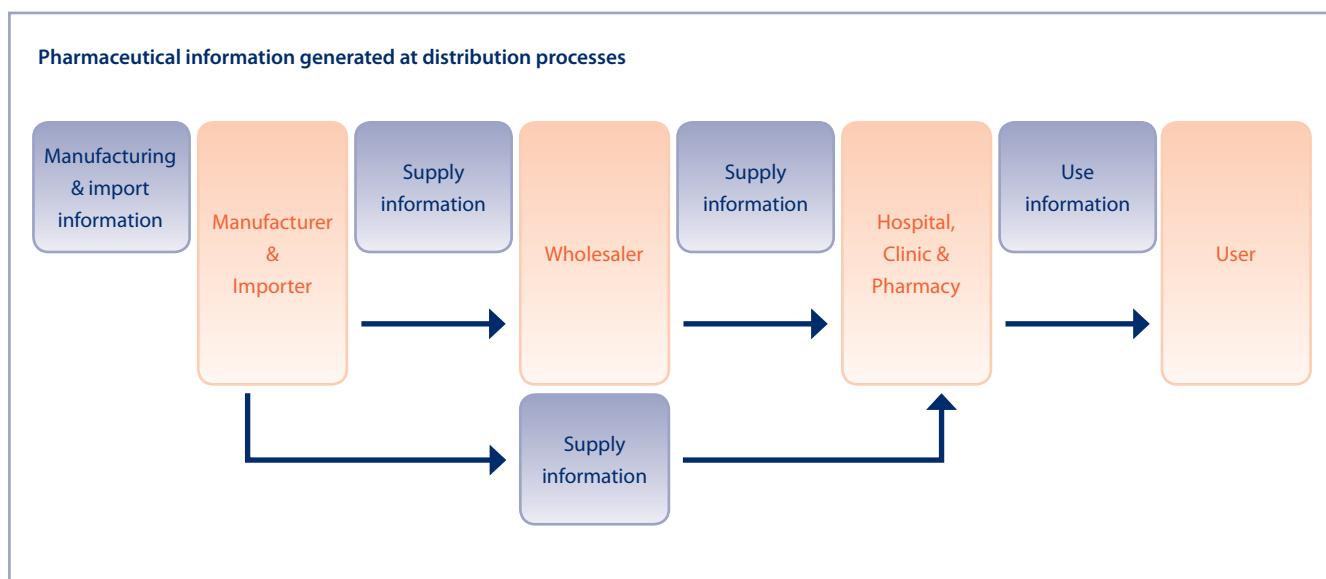 Pharmaceutical information generated at distribution processes
Manufacturing
& import
information
Manufacturer
&
Importer
Supply
information
Wholesaler
Supply
information
Hospital,
Clinic &
Pharmacy
Use
information
User
Supply
information